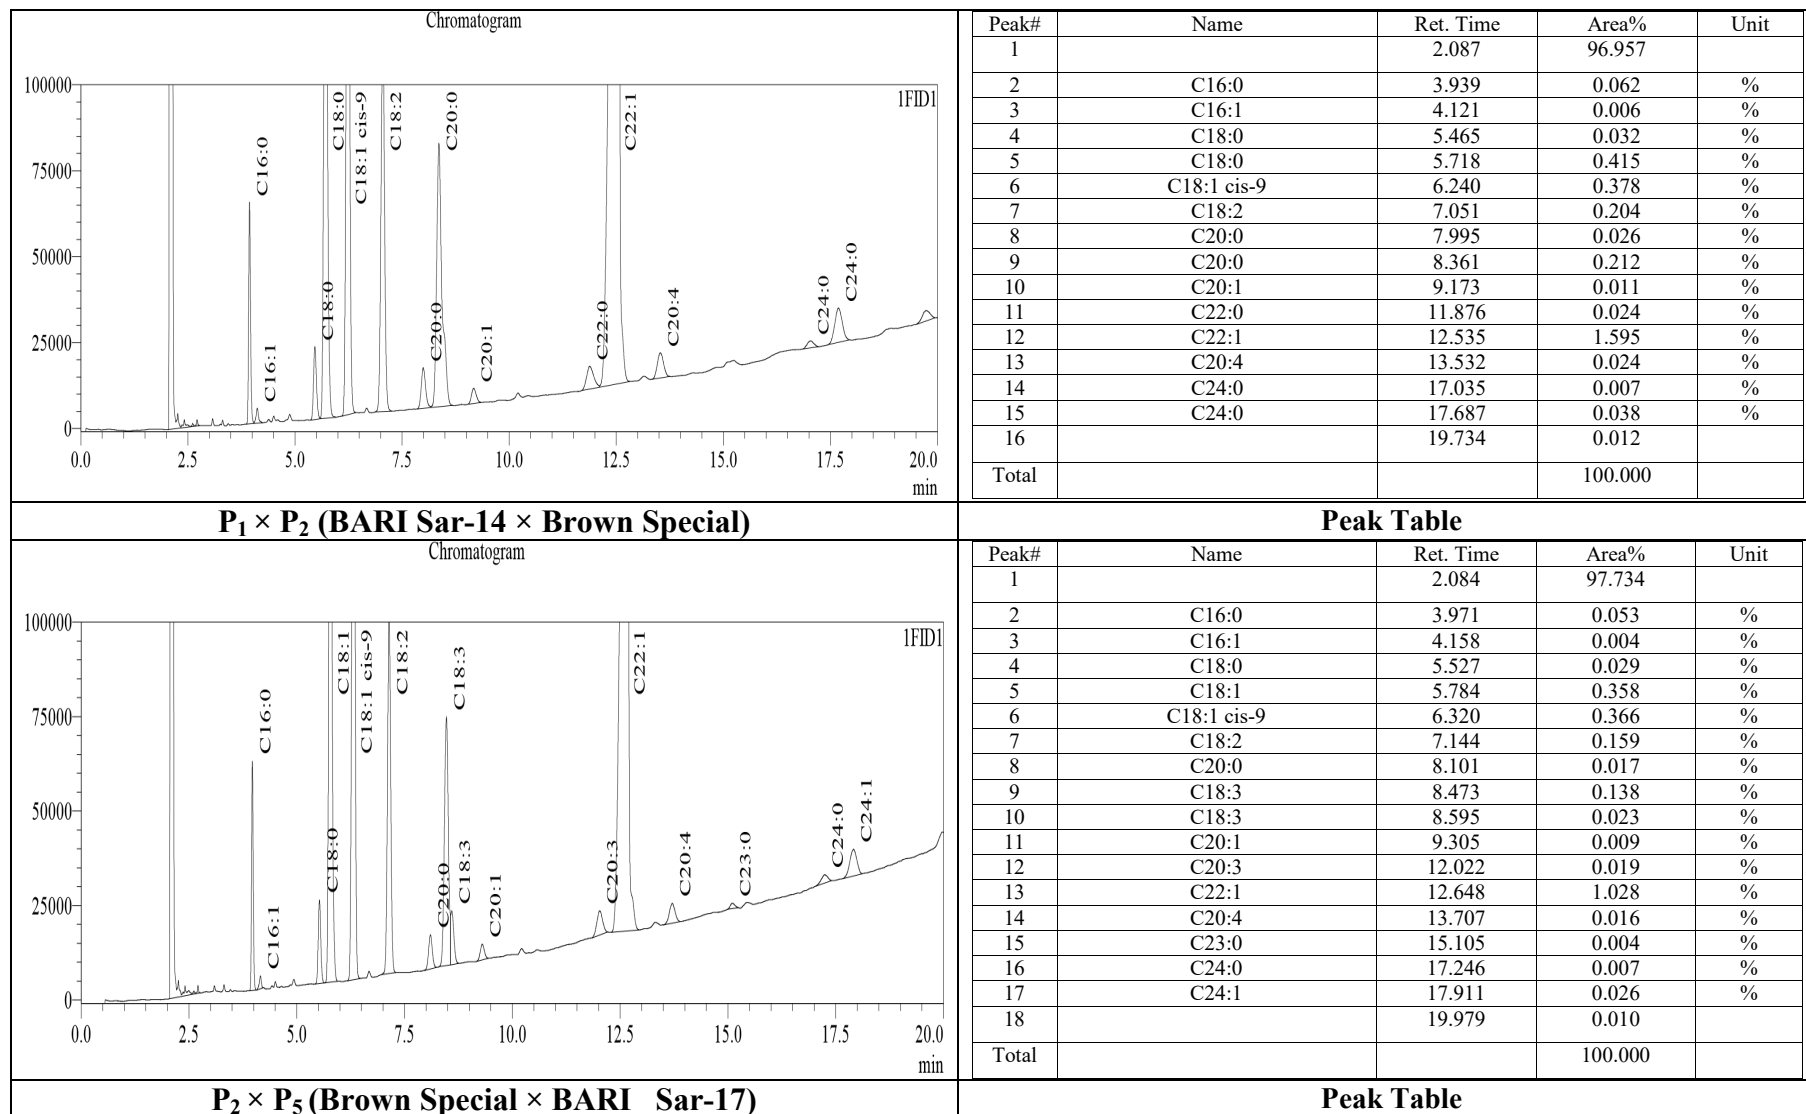 Chromatogram
100000
75000
50000
25000
0
1FID1
C16:0
C16:1
C18:0
C18:0
C18:1 cis-9
C18:2
C20:0
C20:0
C20:1
C22:0
C22:1
C20:4
C24:0
C24:0
0.0 2.5 5.0 7.5 10.0 12.5 15.0 17.5 20.0
min
Peak# Name Ret. Time Area% Unit
1 2.087 96.957
2 C16:0 3.939 0.062 %
3 C16:1 4.121 0.006 %
4 C18:0 5.465 0.032 %
5 C18:0 5.718 0.415 %
6 C18:1 cis-9 6.240 0.378 %
7 C18:2 7.051 0.204 %
8 C20:0 7.995 0.026 %
9 C20:0 8.361 0.212 %
10 C20:1 9.173 0.011 %
11 C22:0 11.876 0.024 %
12 C22:1 12.535 1.595 %
13 C20:4 13.532 0.024 %
14 C24:0 17.035 0.007 %
15 C24:0 17.687 0.038 %
16 19.734 0.012
Total 100.000
P₁ × P₂ (BARI Sar-14 × Brown Special)
Peak Table
Chromatogram
100000
75000
50000
25000
0
1FID1
C16:0
C16:1
C18:0
C18:1
C18:1 cis-9
C18:2
C20:0
C18:3
C18:3
C20:1
C20:3
C22:1
C20:4
C23:0
C24:0
C24:1
0.0 2.5 5.0 7.5 10.0 12.5 15.0 17.5 20.0
min
Peak# Name Ret. Time Area% Unit
1 2.084 97.734
2 C16:0 3.971 0.053 %
3 C16:1 4.158 0.004 %
4 C18:0 5.527 0.029 %
5 C18:1 5.784 0.358 %
6 C18:1 cis-9 6.320 0.366 %
7 C18:2 7.144 0.159 %
8 C20:0 8.101 0.017 %
9 C18:3 8.473 0.138 %
10 C18:3 8.595 0.023 %
11 C20:1 9.305 0.009 %
12 C20:3 12.022 0.019 %
13 C22:1 12.648 1.028 %
14 C20:4 13.707 0.016 %
15 C23:0 15.105 0.004 %
16 C24:0 17.246 0.007 %
17 C24:1 17.911 0.026 %
18 19.979 0.010
Total 100.000
P₂ × P₅ (Brown Special × BARI Sar-17)
Peak Table